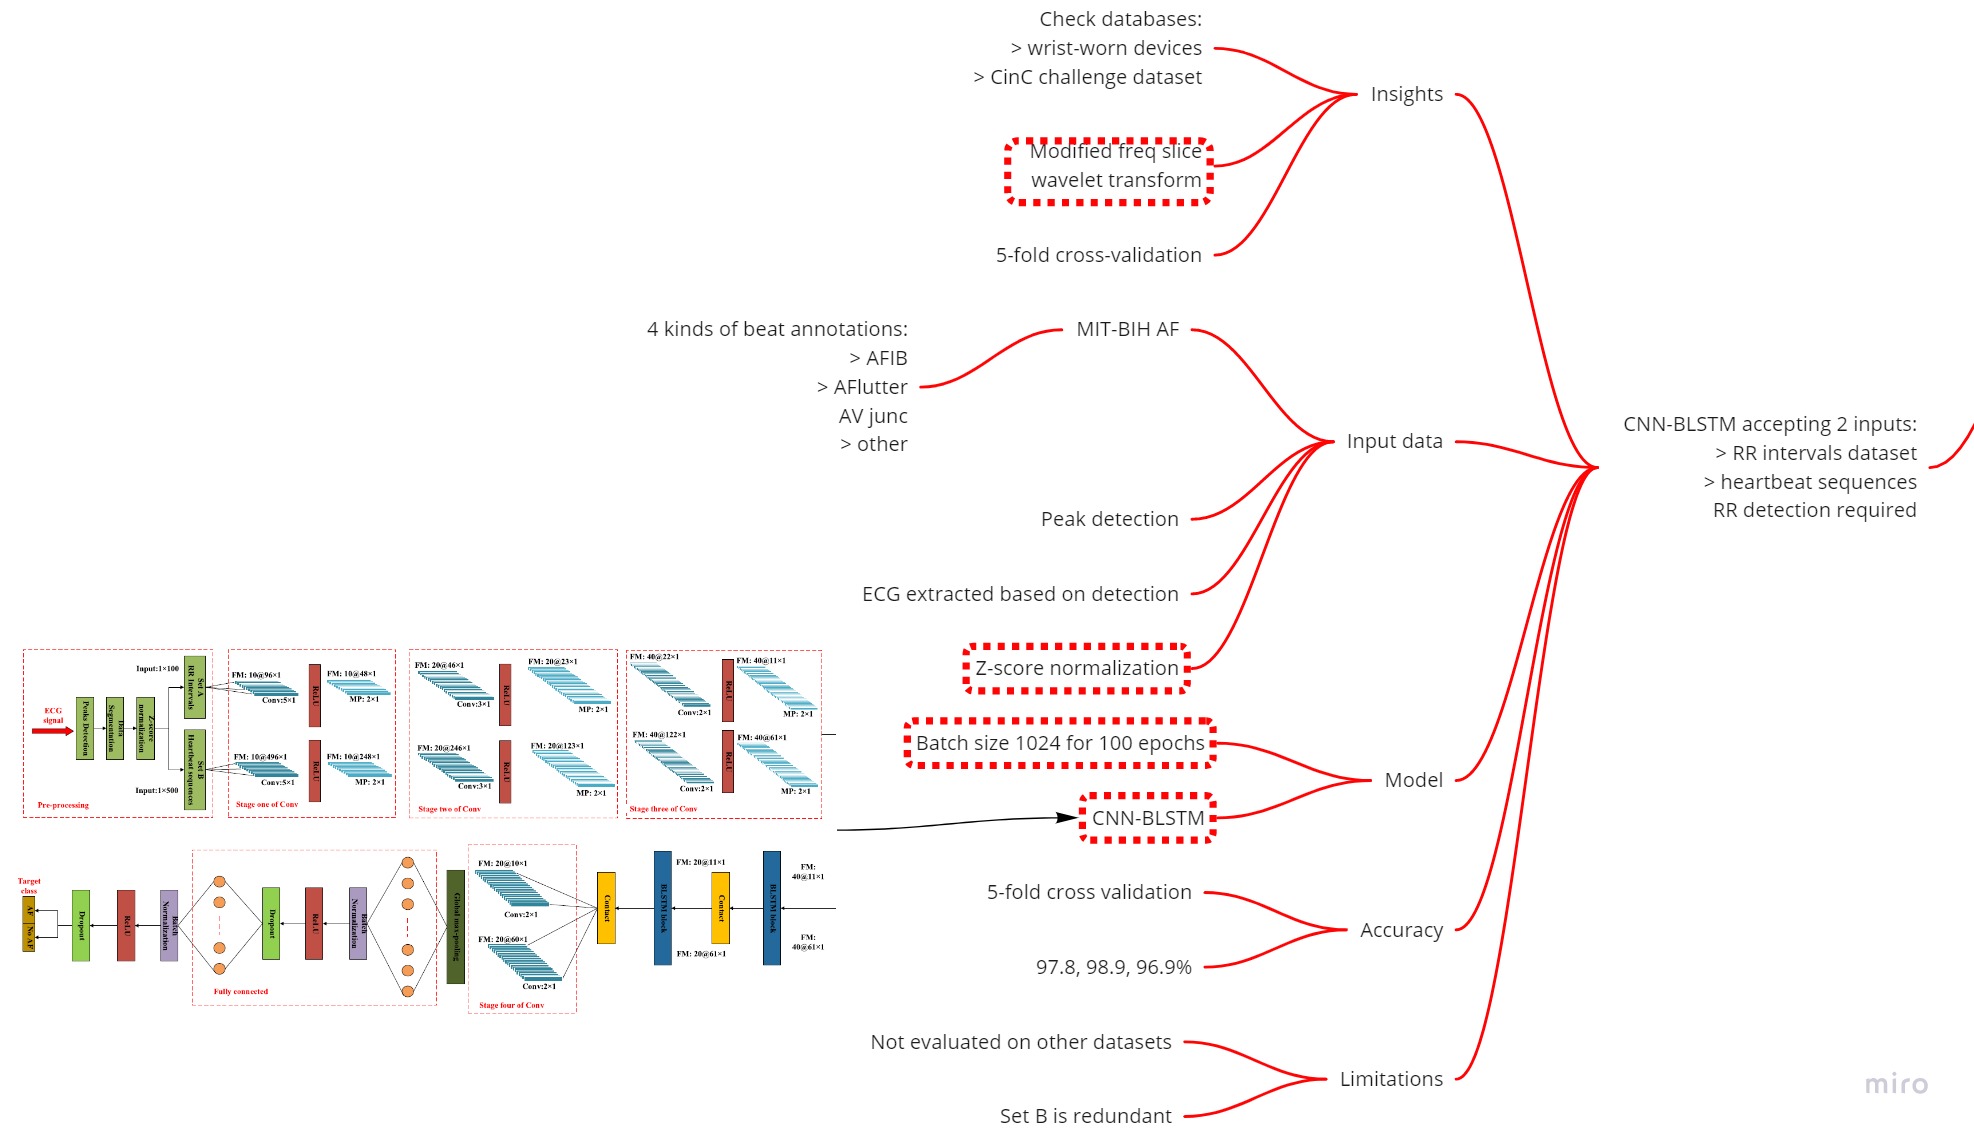 Check databases:
> wrist-worn devices
> CinC challenge dataset
Insights
Modified freq slice
wavelet transform
5-fold cross-validation
4 kinds of beat annotations:
> AFIB
> AFlutter
AV junc
> other
MIT-BIH AF
Input data
Peak detection
ECG extracted based on detection
Z-score normalization
CNN-BLSTM accepting 2 inputs:
> RR intervals dataset
> heartbeat sequences
RR detection required
Batch size 1024 for 100 epochs
Model
CNN-BLSTM
5-fold cross validation
Accuracy
97.8, 98.9, 96.9%
Not evaluated on other datasets
Limitations
Set B is redundant
miro
ECG
signal
Peaks Detection
Data
Segmentation
Z-score
normalization
Input:1×100
Set A
RR Intervals
Set B
Heartbeat sequences
Input:1×500
Pre-processing
FM: 10@96×1
Conv:5×1
ReLU
FM: 10@48×1
MP: 2×1
FM: 10@496×1
Conv:5×1
ReLU
FM: 10@248×1
MP: 2×1
Stage one of Conv
FM: 20@46×1
Conv:3×1
ReLU
FM: 20@23×1
MP: 2×1
FM: 20@246×1
Conv:3×1
ReLU
FM: 20@123×1
MP: 2×1
Stage two of Conv
FM: 40@22×1
Conv:2×1
ReLU
FM: 40@11×1
MP: 2×1
FM: 40@122×1
Conv:2×1
ReLU
FM: 40@61×1
MP: 2×1
Stage three of Conv
Target
class
AF
No AF
Dropout
ReLU
Batch
Normalization
Dropout
ReLU
Batch
Normalization
Fully connected
Global max-pooling
FM: 20@10×1
Conv:2×1
FM: 20@60×1
Conv:2×1
Stage four of Conv
Contact
BLSTM block
FM: 20@11×1
Contact
FM: 20@61×1
BLSTM block
FM:
40@11×1
FM:
40@61×1